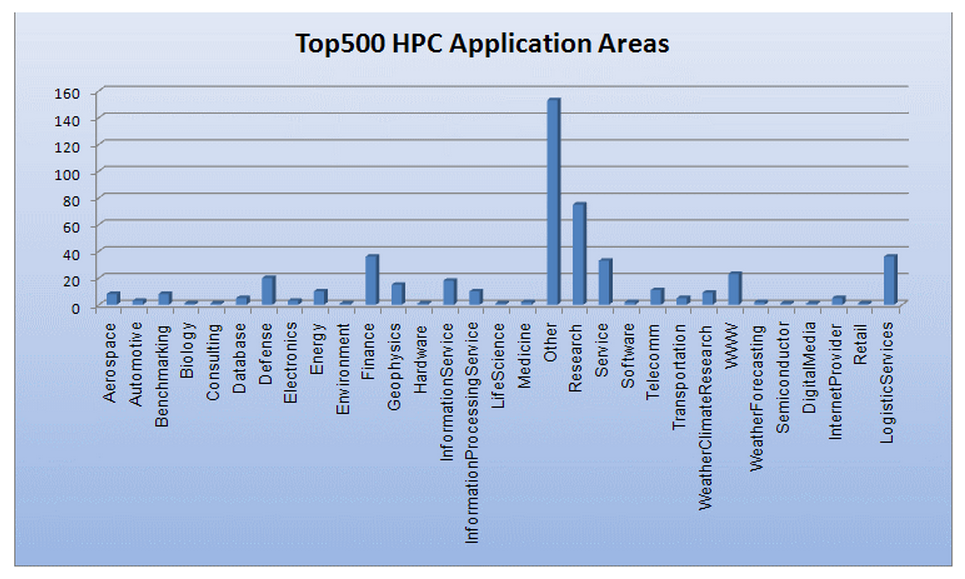 Top500 HPC Application Areas
160
140
120
100
80
60
40
20
0
Aerospace
Automotive
Benchmarking
Biology
Consulting
Database
Defense
Electronics
Energy
Environment
Finance
Geophysics
Hardware
InformationService
InformationProcessingService
LifeScience
Medicine
Other
Research
Service
Software
Telecomm
Transportation
WeatherClimateResearch
WWW
WeatherForecasting
Semiconductor
DigitalMedia
InternetProvider
Retail
LogisticServices